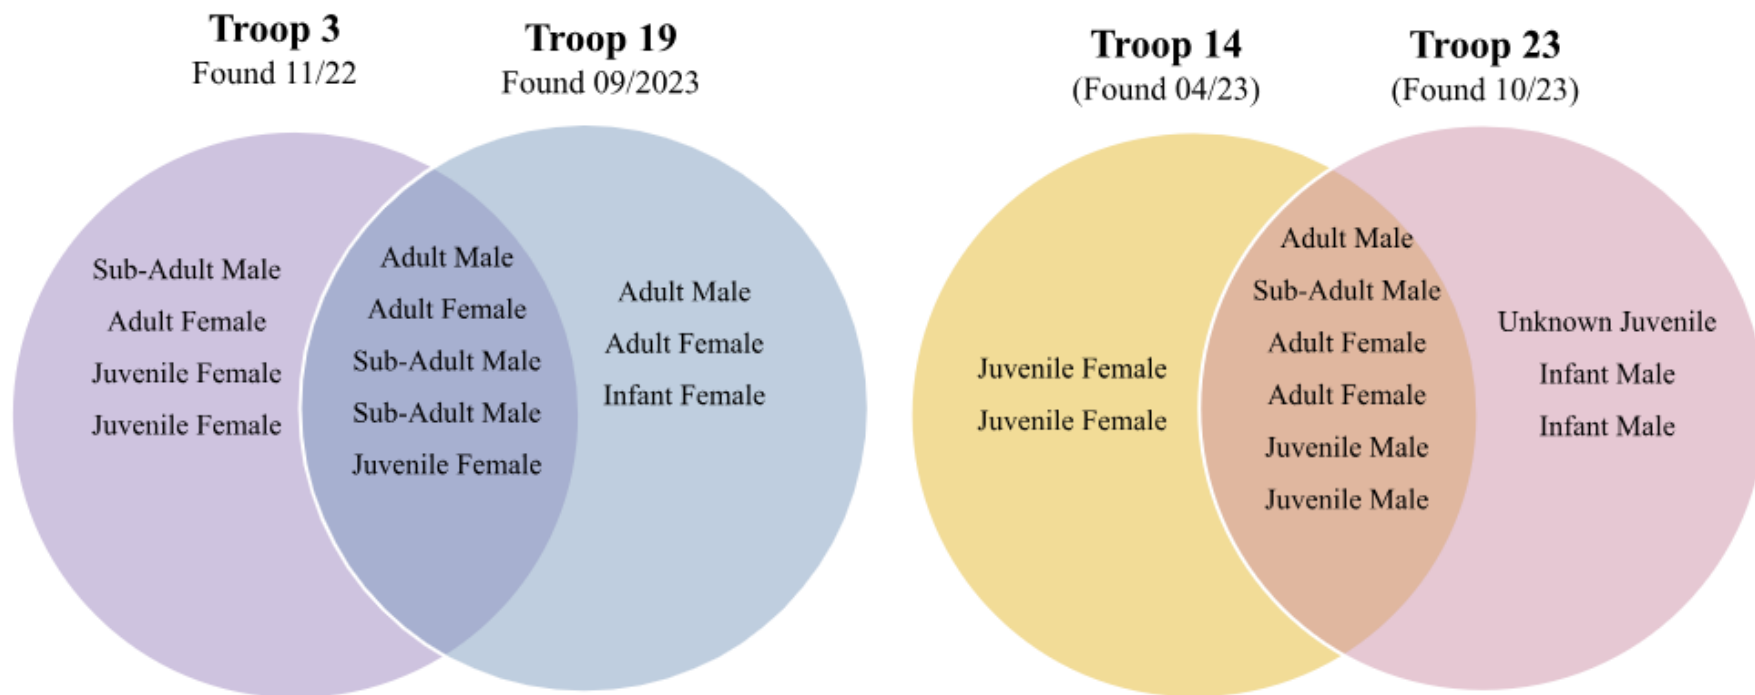 Troop 3
Found 11/22
Troop 19
Found 09/2023
Sub-Adult Male
Adult Female
Juvenile Female
Juvenile Female
Adult Male
Adult Female
Sub-Adult Male
Sub-Adult Male
Juvenile Female
Adult Male
Adult Female
Infant Female
Troop 14
(Found 04/23)
Troop 23
(Found 10/23)
Juvenile Female
Juvenile Female
Adult Male
Sub-Adult Male
Adult Female
Adult Female
Juvenile Male
Juvenile Male
Unknown Juvenile
Infant Male
Infant Male